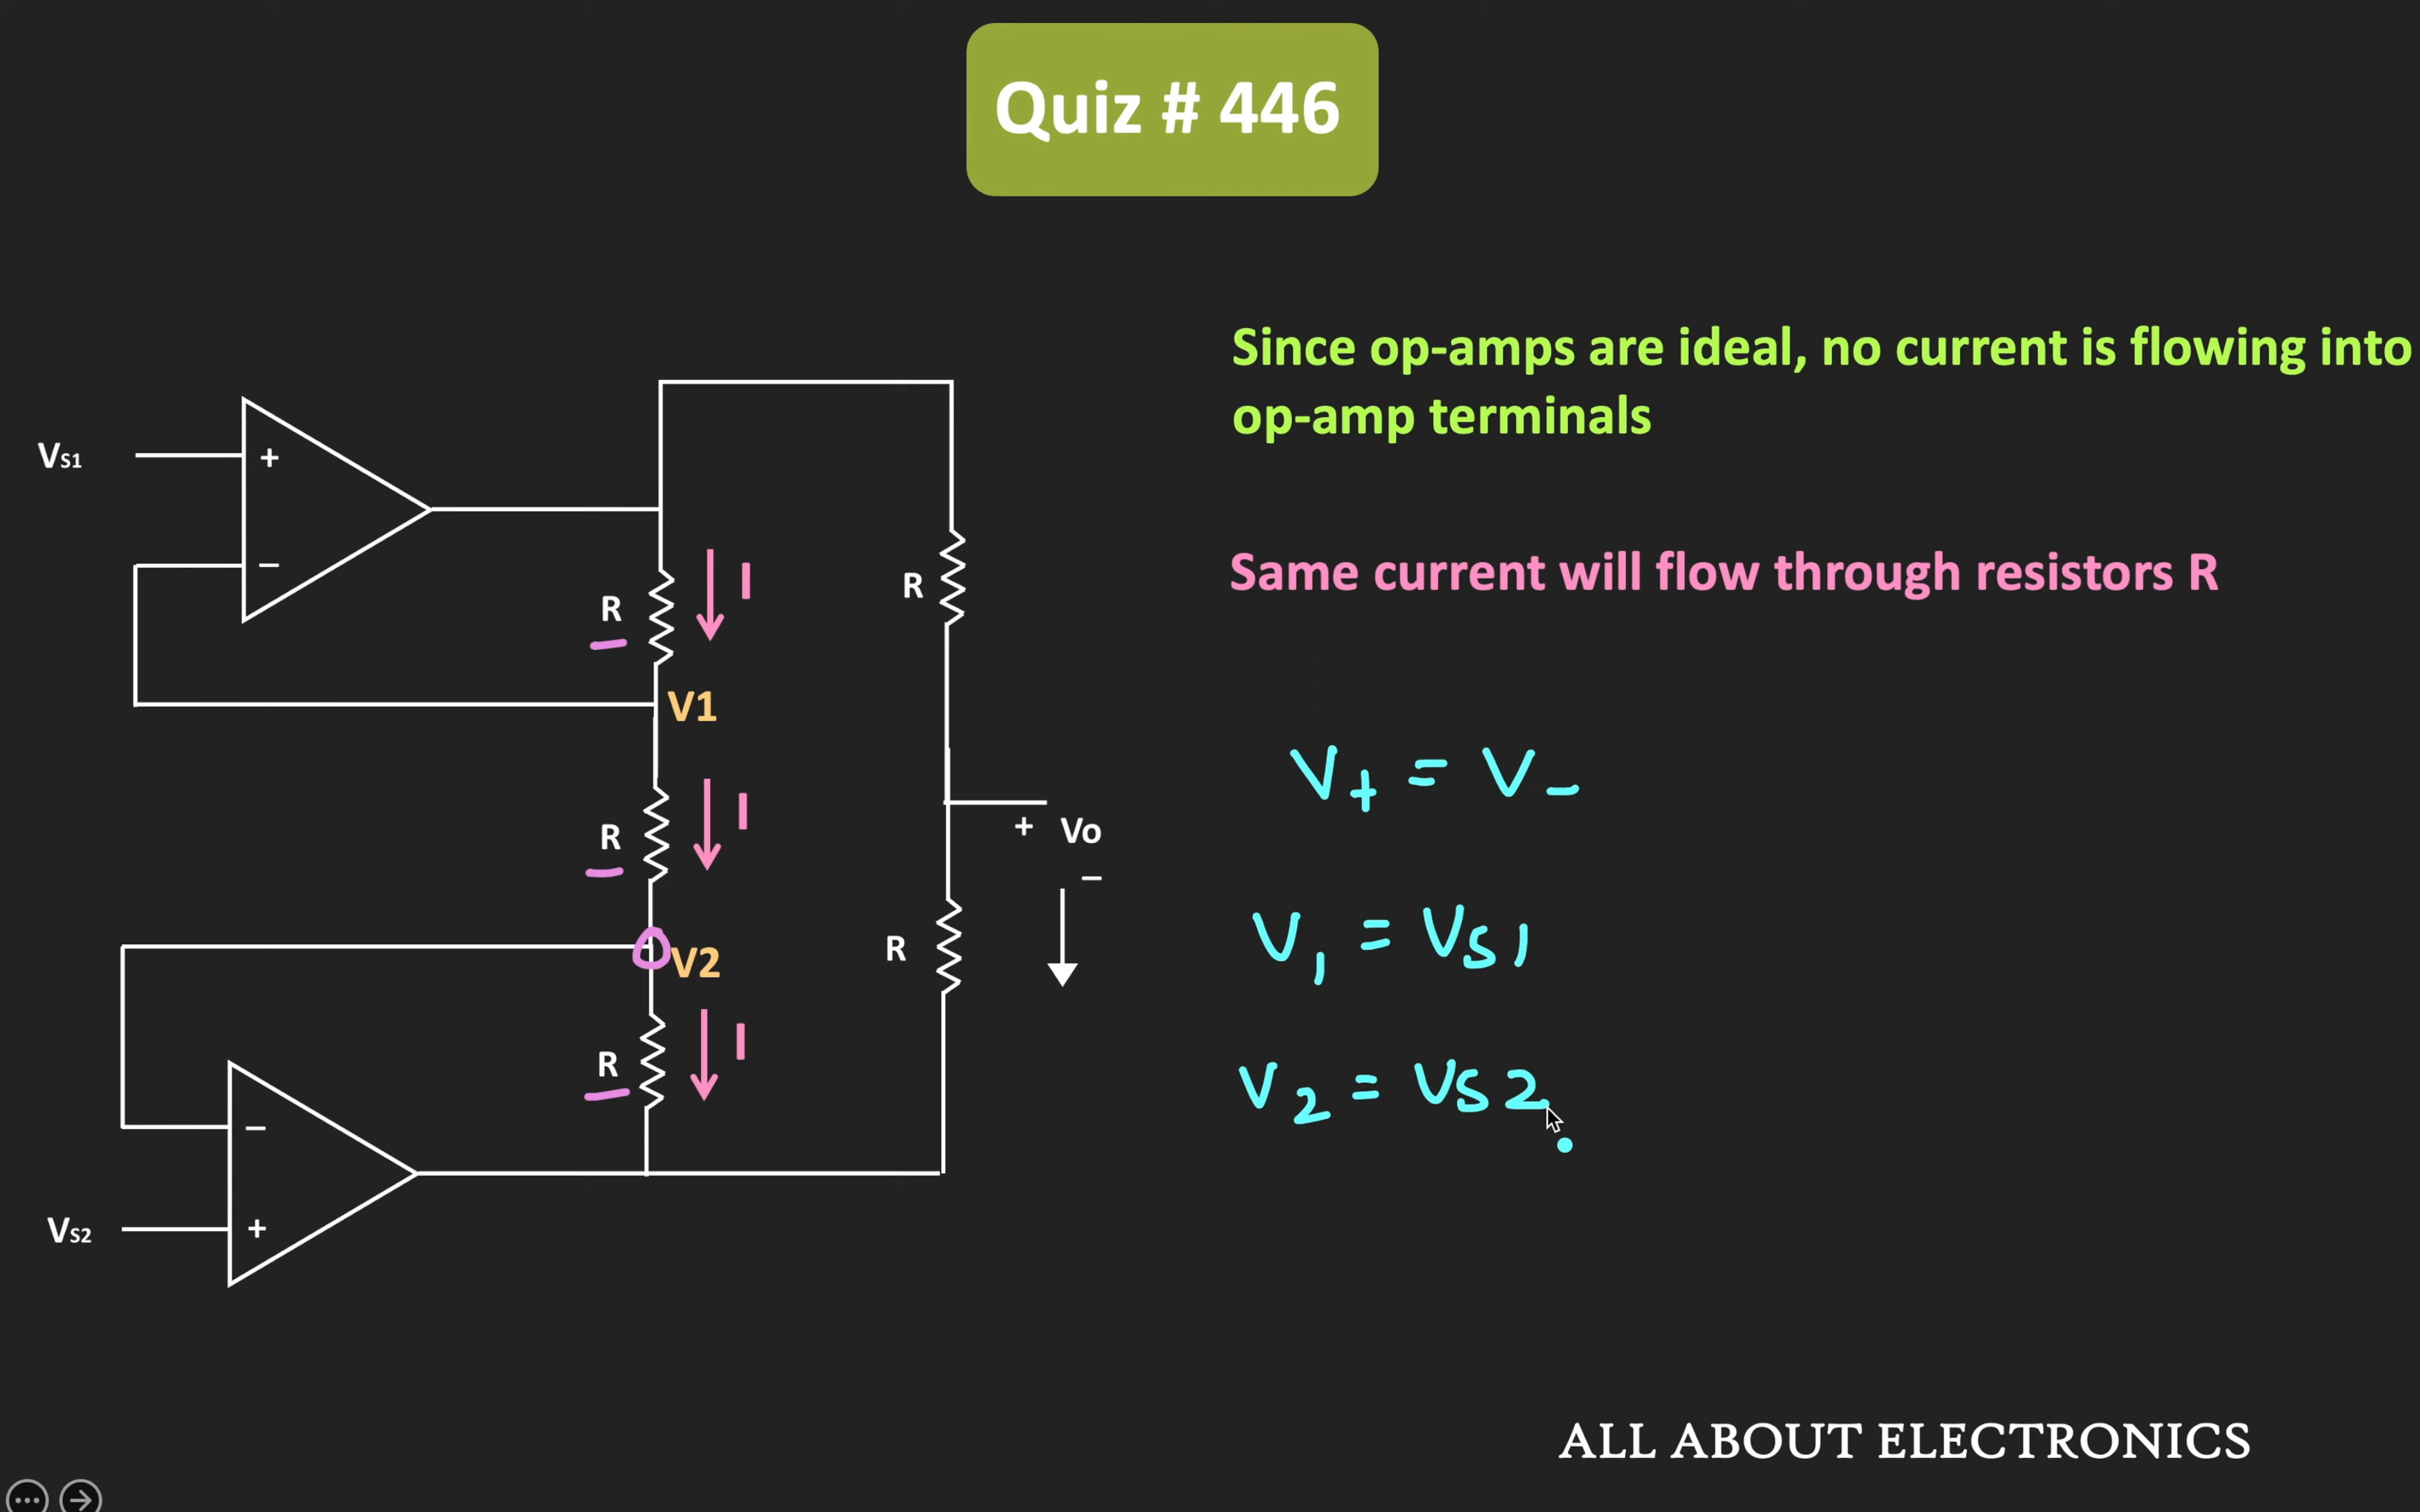 Quiz # 446
Since op-amps are ideal, no current is flowing into
op-amp terminals
Same current will flow through resistors R
VS1
+
−
R
I
R
V1
R
I
+ Vo
−
V2
R
R
I
−
VS2
+
V+ = V−
V1 = VS1
V2 = VS2
ALL ABOUT ELECTRONICS